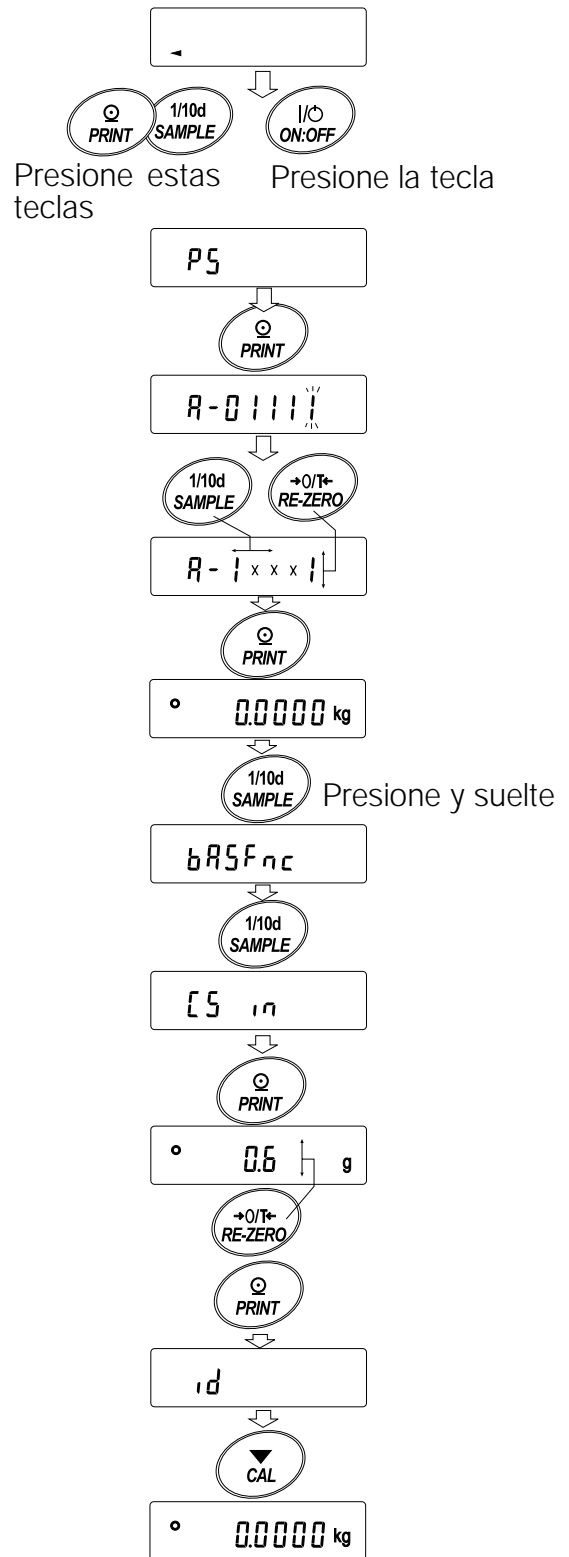 PRINT
1/10d
SAMPLE
I/⏻
ON:OFF
Presione estas
teclas
Presione la tecla
PS
PRINT
A-01111
1/10d
SAMPLE
→0/T←
RE-ZERO
A-1 x x x 1
PRINT
0.0000 kg
1/10d
SAMPLE
Presione y suelte
bASFnc
1/10d
SAMPLE
CS in
PRINT
0.6 g
→0/T←
RE-ZERO
PRINT
id
CAL
0.0000 kg